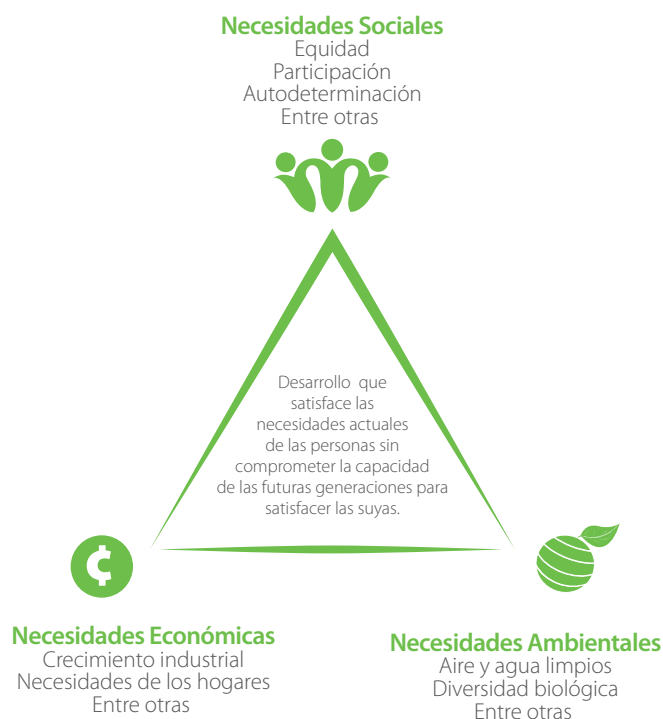 Necesidades Sociales
Equidad
Participación
Autodeterminación
Entre otras
Desarrollo que
satisface las
necesidades actuales
de las personas sin
comprometer la capacidad
de las futuras generaciones para
satisfacer las suyas.
¢
Necesidades Económicas
Crecimiento industrial
Necesidades de los hogares
Entre otras
Necesidades Ambientales
Aire y agua limpios
Diversidad biológica
Entre otras